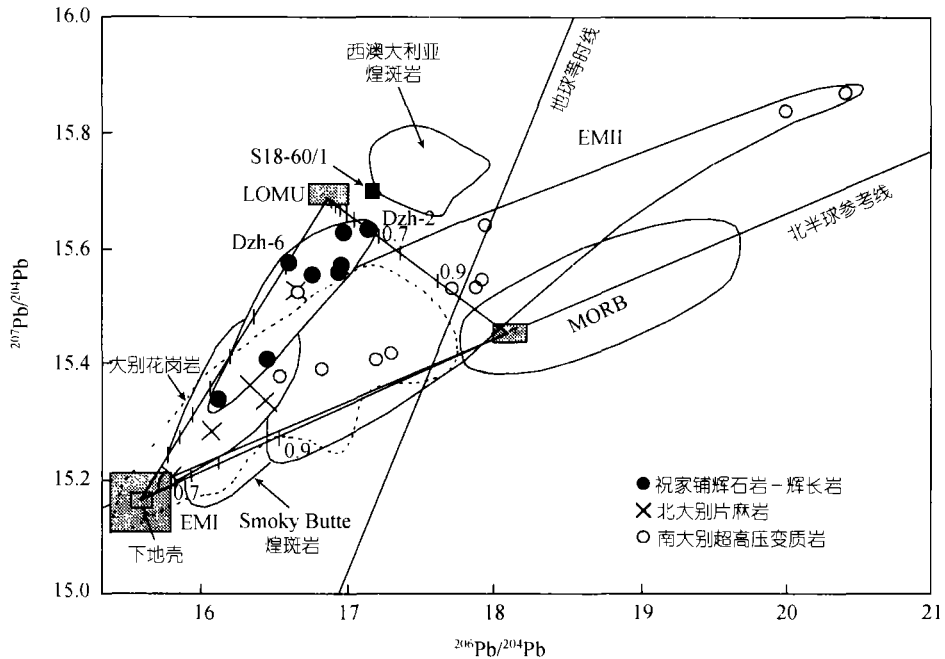 16.0
15.8
15.6
15.4
15.2
15.0
²⁰⁷Pb/²⁰⁴Pb
西澳大利亚
煌斑岩
地球等时线
S18-60/1
LOMU
EMII
Dzh-2
0.7
Dzh-6
北半球参考线
0.9
MORB
大别花岗岩
0.9
0.7
EMI
Smoky Butte
煌斑岩
下地壳
祝家铺辉石岩-辉长岩
北大别片麻岩
南大别超高压变质岩
16
17
18
19
20
21
²⁰⁶Pb/²⁰⁴Pb